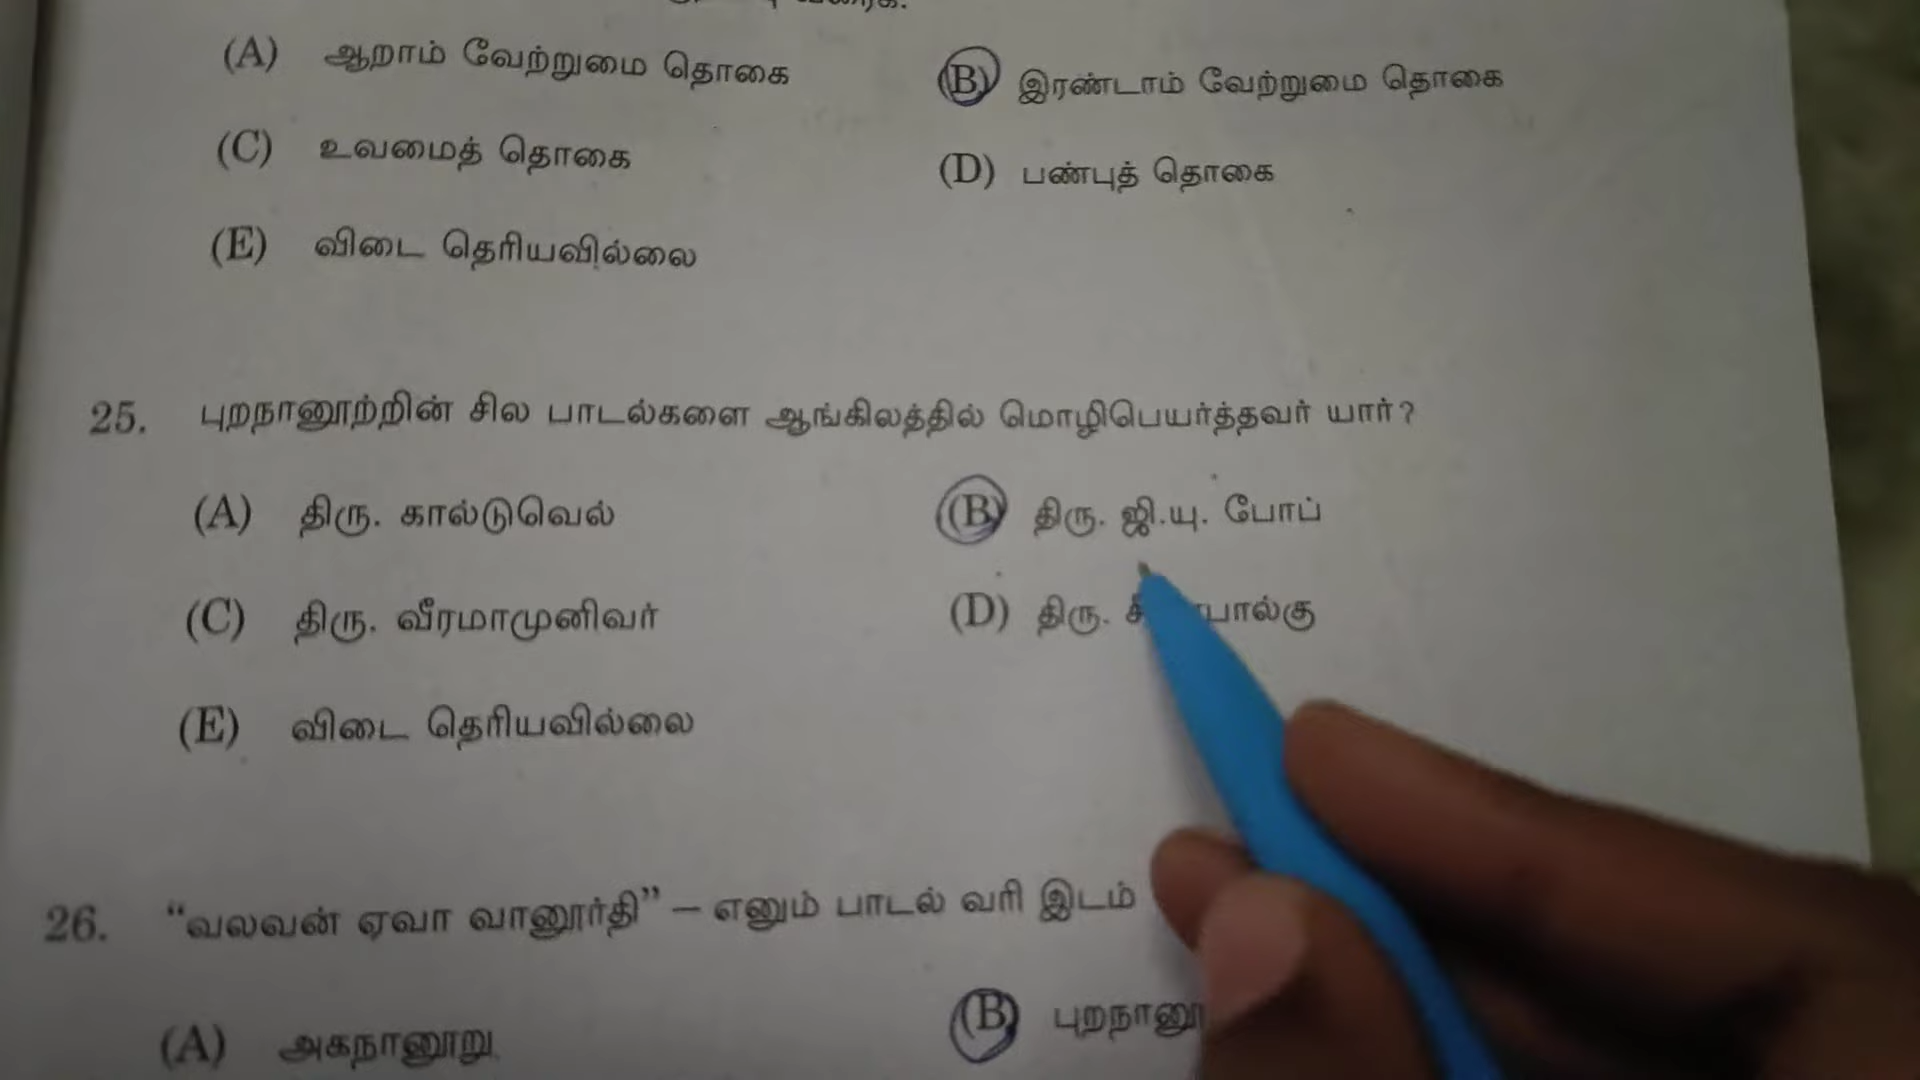 (A) ஆறாம் வேற்றுமை தொகை (B) இரண்டாம் வேற்றுமை தொகை
(C) உவமைத் தொகை (D) பண்புத் தொகை
(E) விடை தெரியவில்லை
25. புறநானூற்றின் சில பாடல்களை ஆங்கிலத்தில் மொழிபெயர்த்தவர் யார்?
(A) திரு. கால்டுவெல் (B) திரு. ஜி.யு. போப்
(C) திரு. வீரமாமுனிவர் (D) திரு.
(E) விடை தெரியவில்லை
26. “வலவன் ஏவா வானூர்தி” – எனும் பாடல் வரி இடம்
(A) அகநானூறு (B)